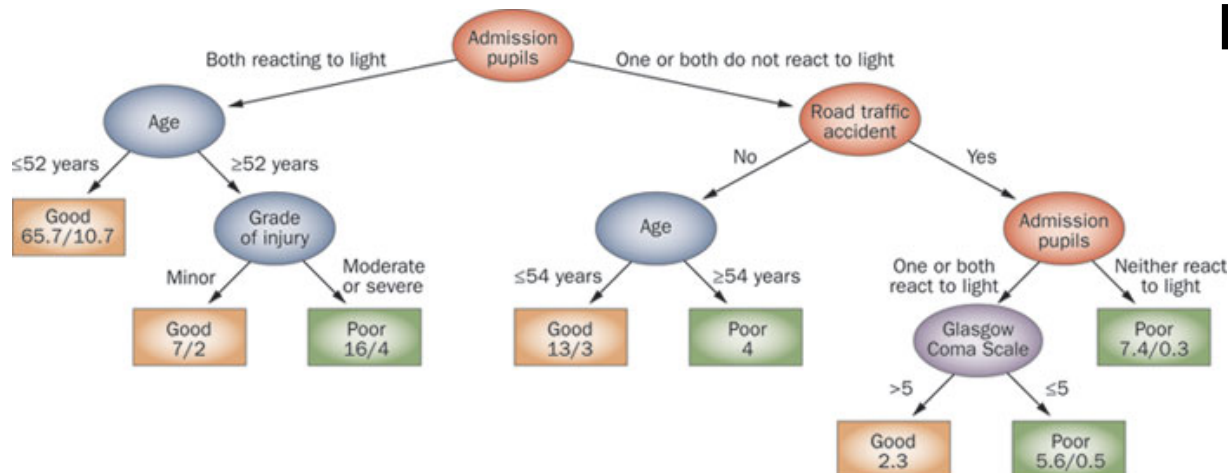 Admission
pupils
Both reacting to light
One or both do not react to light
Age
Road traffic
accident
≤52 years
≥52 years
No
Yes
Good
65.7/10.7
Grade
of injury
Age
Admission
pupils
Minor
Moderate
or severe
≤54 years
≥54 years
One or both
react to light
Neither react
to light
Good
7/2
Poor
16/4
Good
13/3
Poor
4
Glasgow
Coma Scale
Poor
7.4/0.3
>5
≤5
Good
2.3
Poor
5.6/0.5